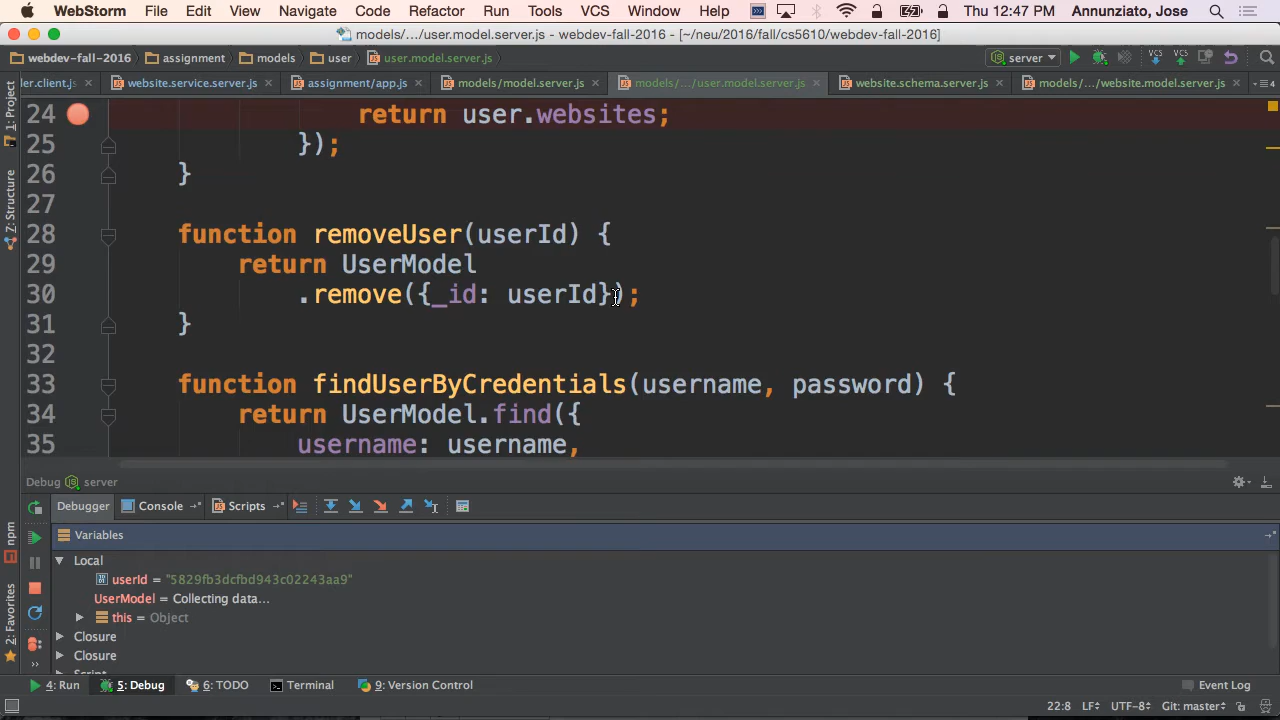 WebStorm File Edit View Navigate Code Refactor Run Tools VCS Window Help Thu 12:47 PM Annunziato, Jose
models/.../user.model.server.js - webdev-fall-2016 - [~/neu/2016/fall/cs5610/webdev-fall-2016]
webdev-fall-2016 assignment models user user.model.server.js server VCS VCS
ler.client.js website.service.server.js assignment/app.js models/model.server.js models/.../user.model.server.js website.schema.server.js models/.../website.model.server.js 4
1: Project
Z: Structure
npm
2: Favorites
24 return user.websites;
25 });
26 }
27
28 function removeUser(userId) {
29 return UserModel
30 .remove({_id: userId});
31 }
32
33 function findUserByCredentials(username, password) {
34 return UserModel.find({
35 username: username,
Debug server
Debugger Console Scripts
Variables
Local
userId = "5829fb3dcfbd943c02243aa9"
UserModel = Collecting data...
this = Object
Closure
Closure
Script
4: Run 5: Debug 6: TODO Terminal 9: Version Control Event Log
22:8 LF UTF-8 Git: master